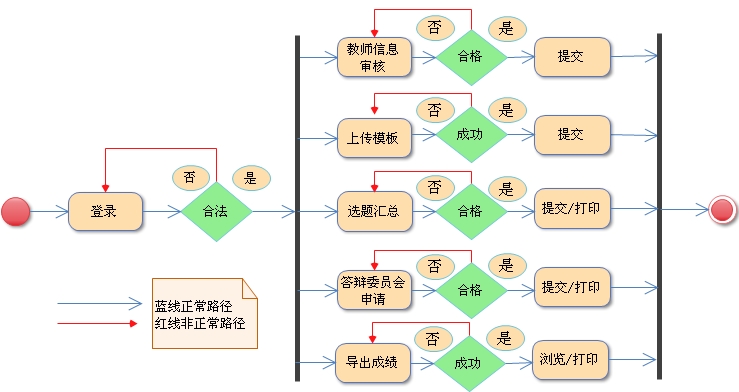 否
是
教师信息
审核
合格
提交
否
是
上传模板
成功
提交
否
是
登录
合法
否
是
选题汇总
合格
提交/打印
否
是
答辩委员会
申请
合格
提交/打印
蓝线正常路径
红线非正常路径
否
是
导出成绩
成功
浏览/打印